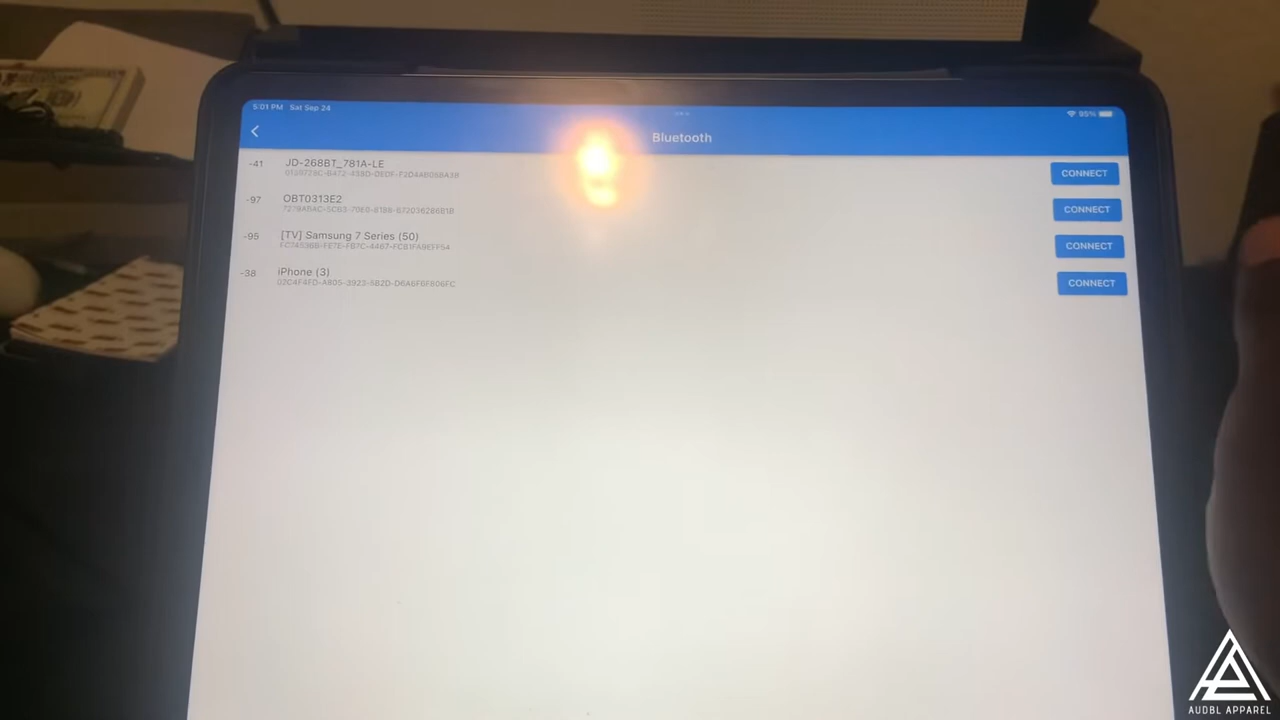 5:01 PM Sat Sep 24
95%
Bluetooth
-41 JD-268BT_781A-LE CONNECT
-97 OBT0313E2 CONNECT
-95 [TV] Samsung 7 Series (50) CONNECT
-38 iPhone (3) CONNECT
AUDBL APPAREL